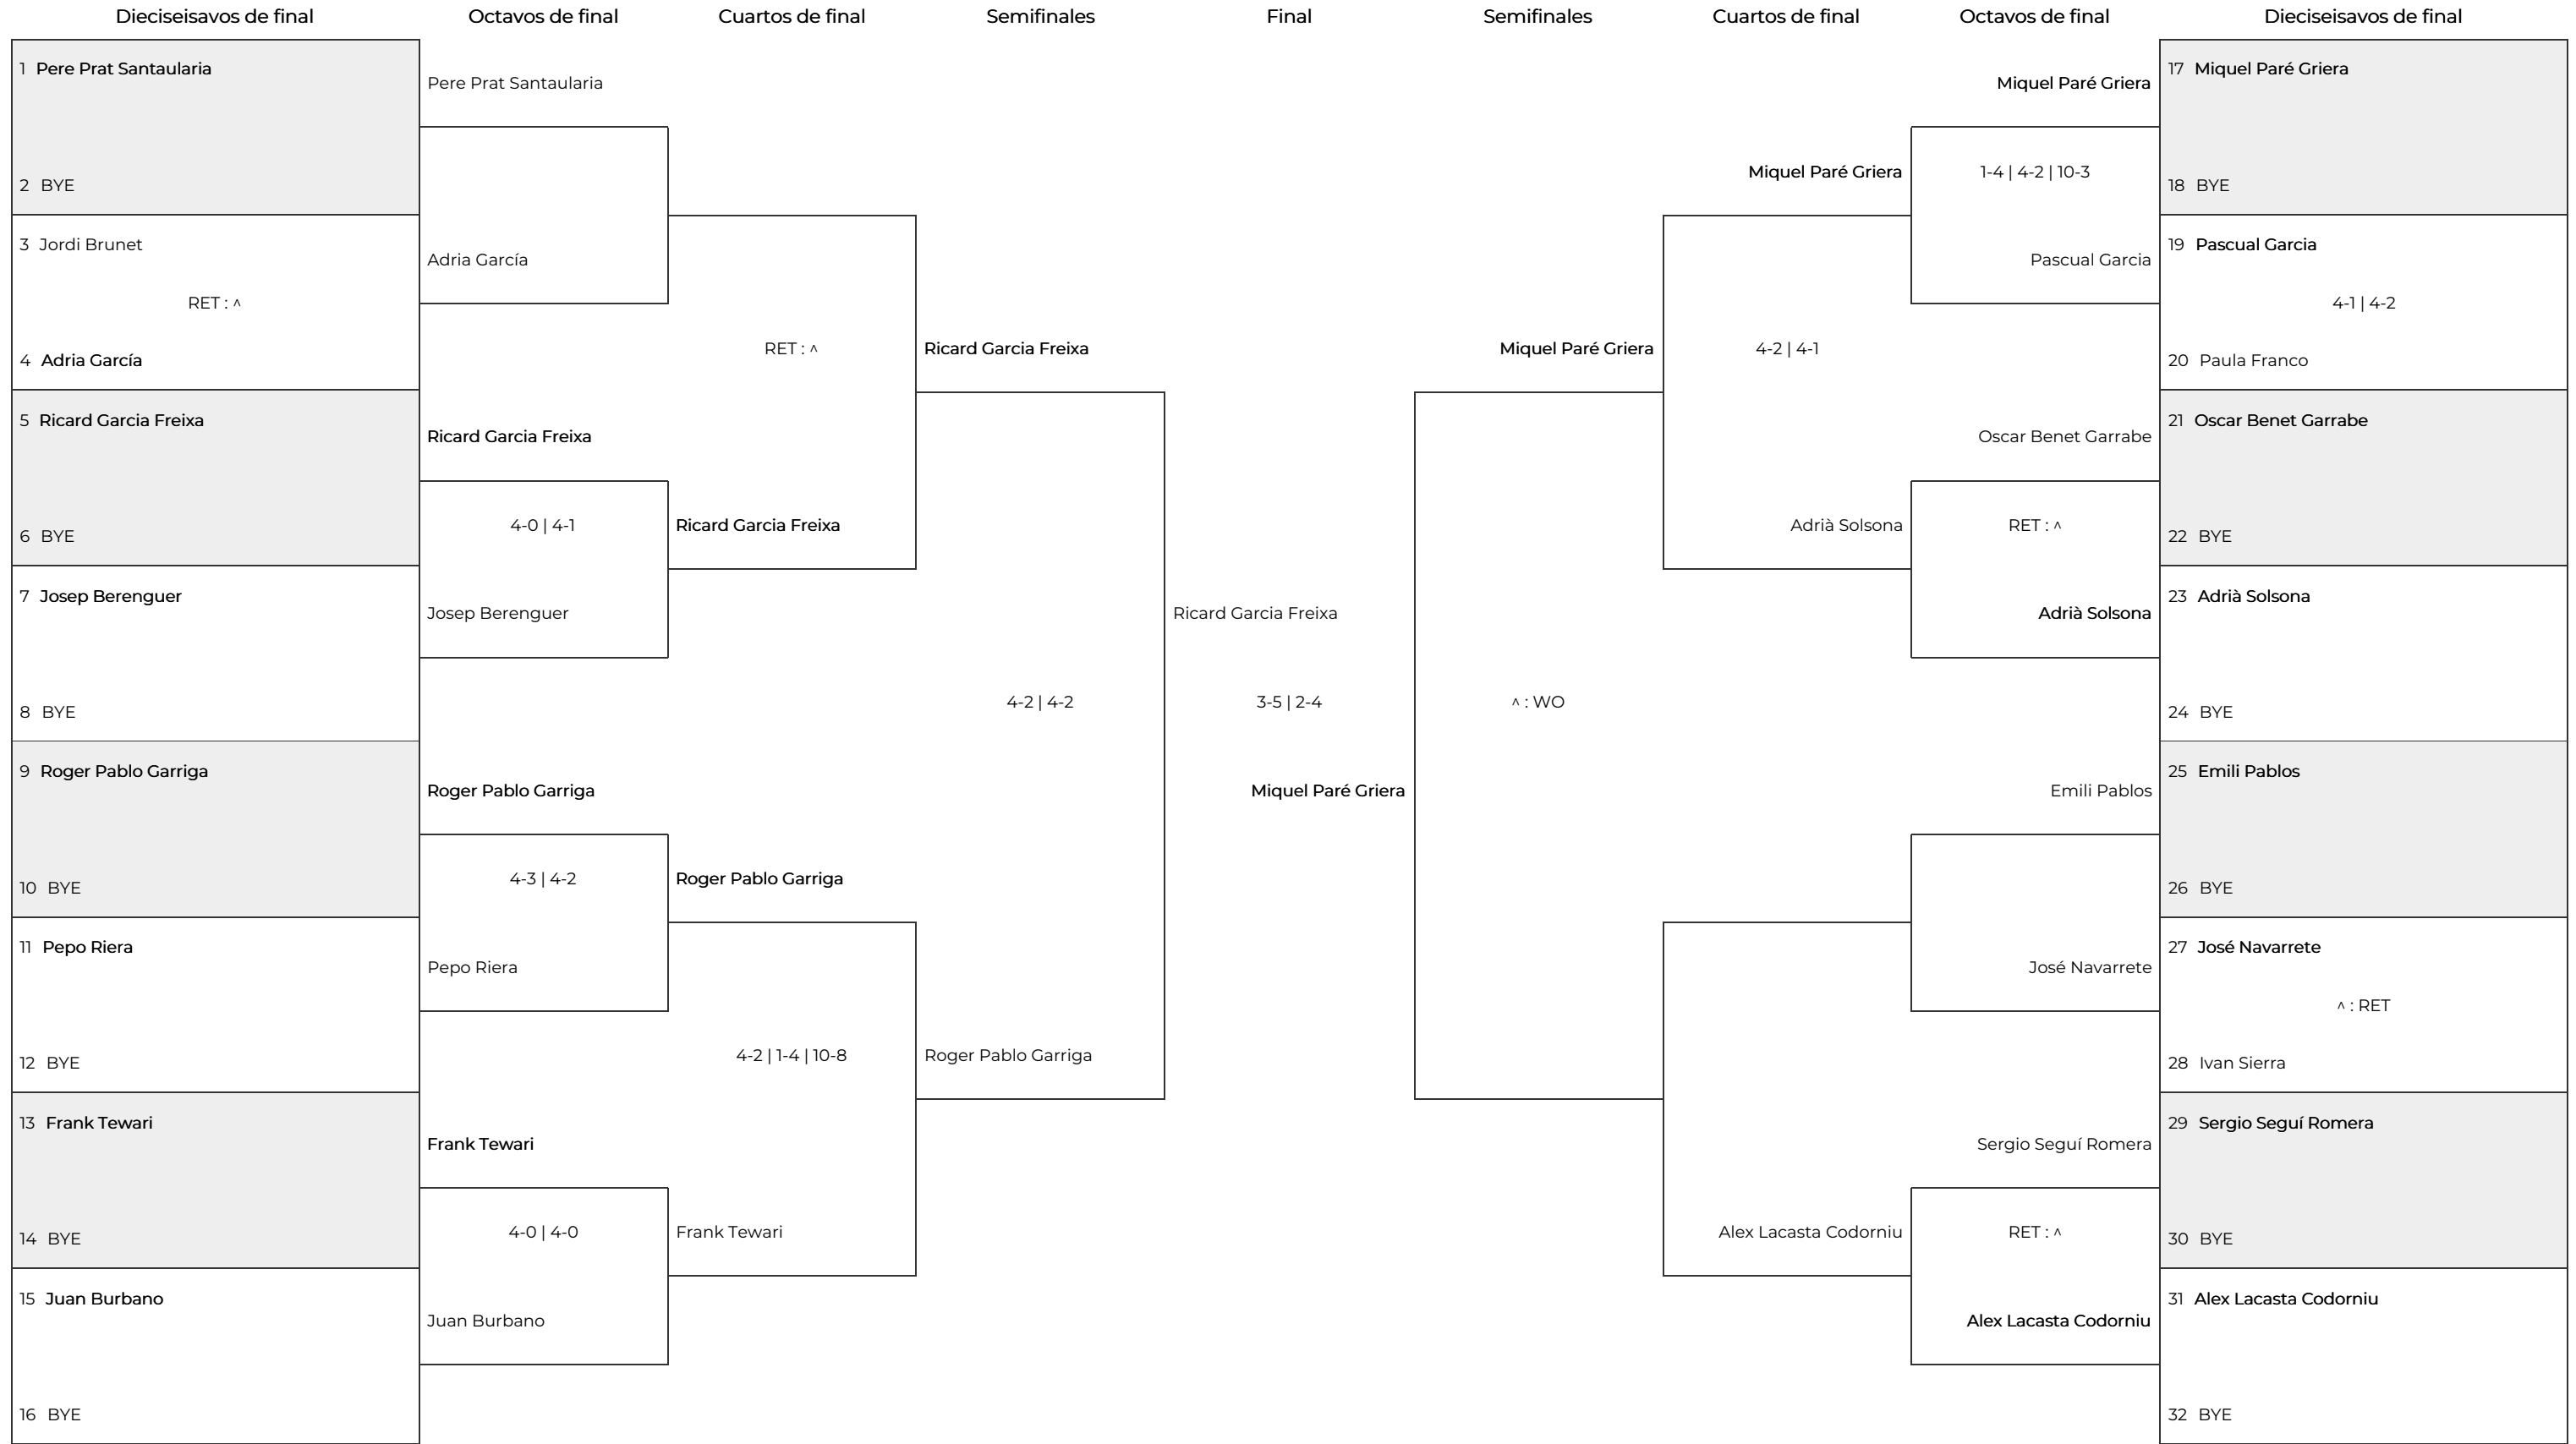 Dieciseisavos de final
Octavos de final
Cuartos de final
Semifinales
Final
Semifinales
Cuartos de final
Octavos de final
Dieciseisavos de final
1 Pere Prat Santaularia
2 BYE
3 Jordi Brunet
RET : ^
4 Adria García
5 Ricard Garcia Freixa
6 BYE
7 Josep Berenguer
8 BYE
9 Roger Pablo Garriga
10 BYE
11 Pepo Riera
12 BYE
13 Frank Tewari
14 BYE
15 Juan Burbano
16 BYE
Pere Prat Santaularia
Adria García
Ricard Garcia Freixa
4-0 | 4-1
Josep Berenguer
Roger Pablo Garriga
4-3 | 4-2
Pepo Riera
Frank Tewari
4-0 | 4-0
Juan Burbano
RET : ^
Ricard Garcia Freixa
Roger Pablo Garriga
4-2 | 1-4 | 10-8
Frank Tewari
Ricard Garcia Freixa
4-2 | 4-2
Roger Pablo Garriga
Ricard Garcia Freixa
3-5 | 2-4
Miquel Paré Griera
Miquel Paré Griera
^ : WO
Miquel Paré Griera
4-2 | 4-1
Adrià Solsona
Alex Lacasta Codorniu
Miquel Paré Griera
1-4 | 4-2 | 10-3
Pascual Garcia
Oscar Benet Garrabe
RET : ^
Adrià Solsona
Emili Pablos
José Navarrete
Sergio Seguí Romera
RET : ^
Alex Lacasta Codorniu
17 Miquel Paré Griera
18 BYE
19 Pascual Garcia
4-1 | 4-2
20 Paula Franco
21 Oscar Benet Garrabe
22 BYE
23 Adrià Solsona
24 BYE
25 Emili Pablos
26 BYE
27 José Navarrete
^ : RET
28 Ivan Sierra
29 Sergio Seguí Romera
30 BYE
31 Alex Lacasta Codorniu
32 BYE